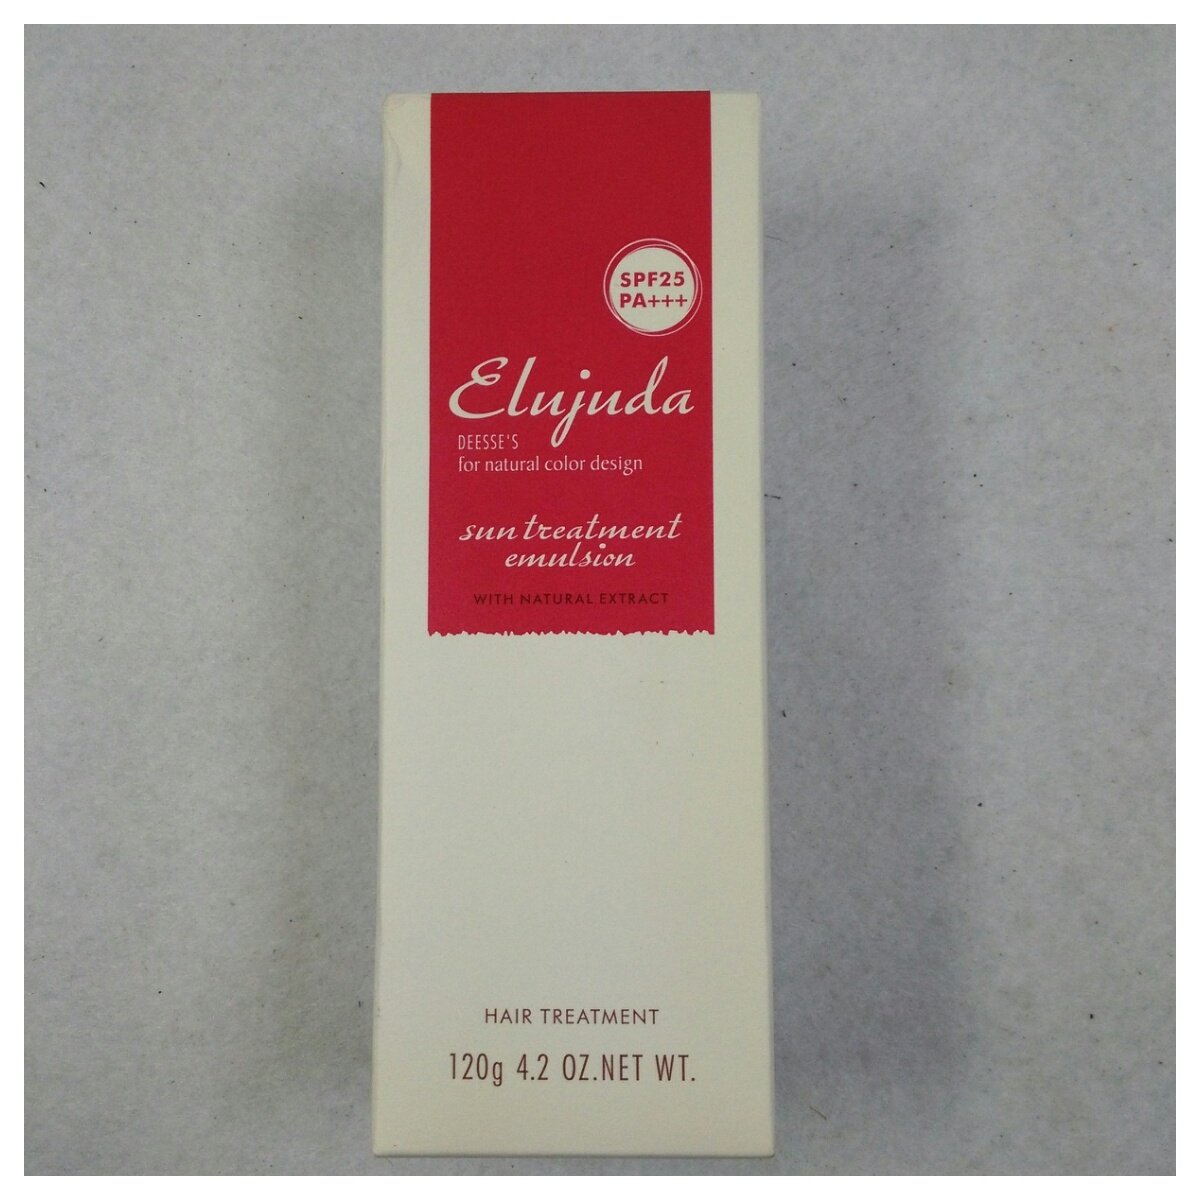 SPF25
PA+++
Elujuda
DEESSE'S
for natural color design
sun treatment
emulsion
WITH NATURAL EXTRACT
HAIR TREATMENT
120g 4.2 OZ.NET WT.